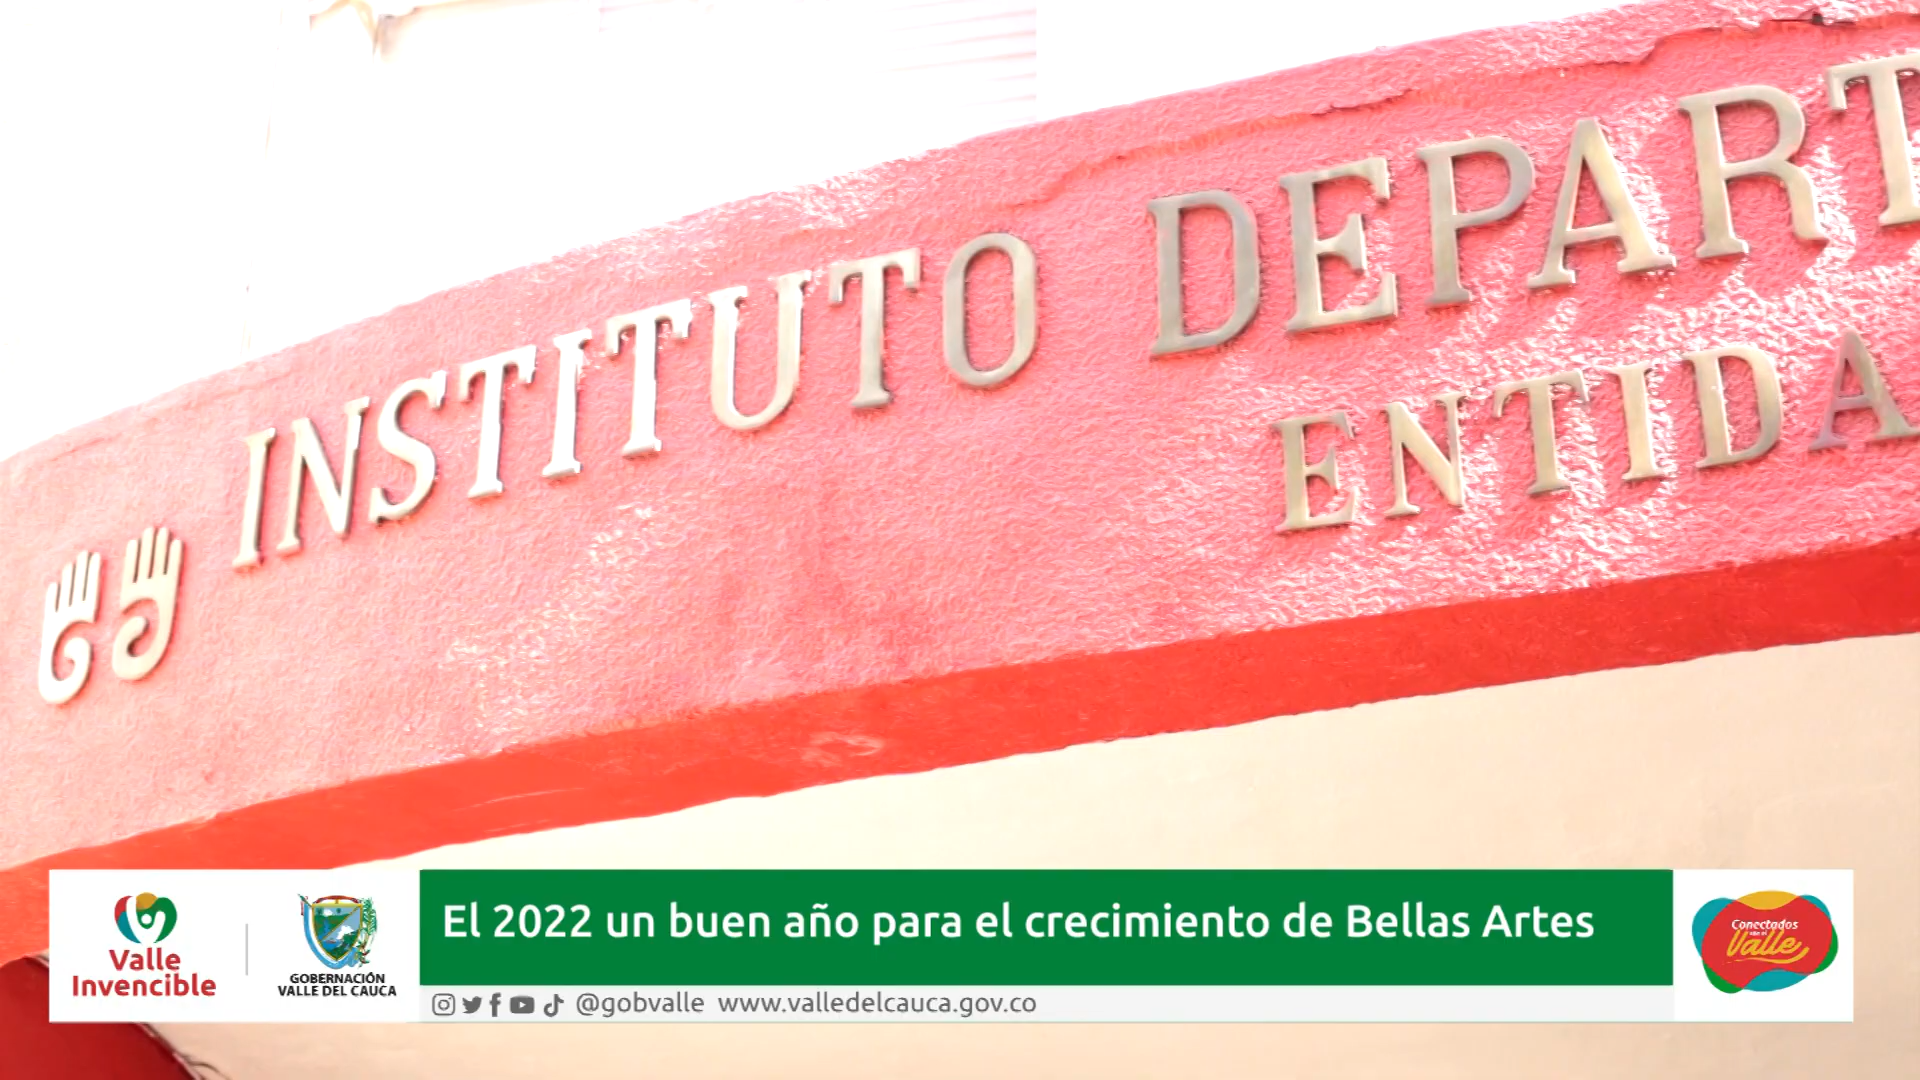 INSTITUTO DEPART
ENTIDA
El 2022 un buen año para el crecimiento de Bellas Artes
Valle
Invencible
GOBERNACIÓN
VALLE DEL CAUCA
@gobvalle www.valledelcauca.gov.co
Conectados
Valle